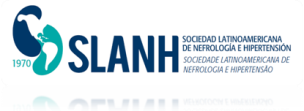 1970
SLANH
SOCIEDAD LATINOAMERICANA
DE NEFROLOGÍA E HIPERTENSIÓN
SOCIEDADE LATINOAMERICANA DE
NEFROLOGIA E HIPERTENSÃO